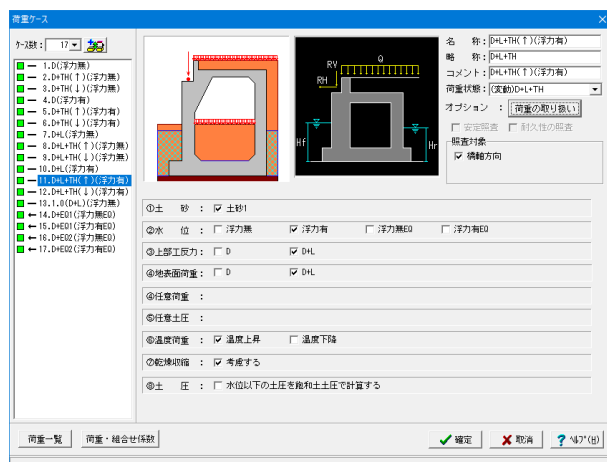 荷重ケース
ケース数： 17
1.D(浮力無)
2.D+TH(↑)(浮力無)
3.D+TH(↓)(浮力無)
4.D(浮力有)
5.D+TH(↑)(浮力有)
6.D+TH(↓)(浮力有)
7.D+L(浮力無)
8.D+L+TH(↑)(浮力無)
9.D+L+TH(↓)(浮力無)
10.D+L(浮力有)
11.D+L+TH(↑)(浮力有)
12.D+L+TH(↓)(浮力有)
13.1.0(D+L)(浮力無)
←14.D+EQ1(浮力無EQ)
←15.D+EQ1(浮力有EQ)
←16.D+EQ2(浮力無EQ)
←17.D+EQ2(浮力有EQ)
RV Q
RH
Hf Hr
名 称：D+L+TH(↑)(浮力有)
略 称：D+L+TH
コメント：D+L+TH(↑)(浮力有)
荷重状態：(変動)D+L+TH
オプション ： 荷重の取り扱い
安定照査 耐久性の照査
照査対象
橋軸方向
①土 砂 ： 土砂1
②水 位 ： 浮力無 浮力有 浮力無EQ 浮力有EQ
③上部工反力： D D+L
④地表面荷重： D D+L
④任意荷重 ：
⑤任意土圧 ：
⑥温度荷重 ： 温度上昇 温度下降
⑦乾燥収縮 ： 考慮する
⑧土 圧 ： 水位以下の土圧を飽和土土圧で計算する
荷重一覧 荷重・組合せ係数 確定 取消 ヘルプ(H)